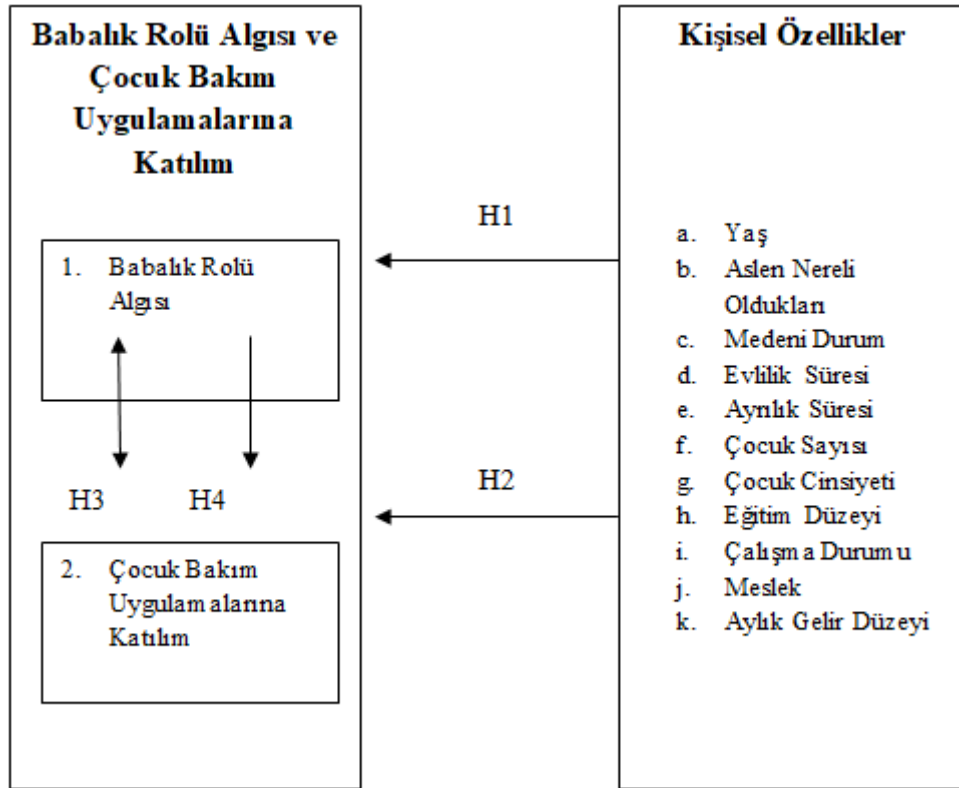 Babalık Rolü Algısı ve
Çocuk Bakım
Uygulamalarına
Katılım
1. Babalık Rolü
Algısı
H3 H4
2. Çocuk Bakım
Uygulamalarına
Katılım
H1
H2
Kişisel Özellikler
a. Yaş
b. Aslen Nereli
Oldukları
c. Medeni Durum
d. Evlilik Süresi
e. Ayrılık Süresi
f. Çocuk Sayısı
g. Çocuk Cinsiyeti
h. Eğitim Düzeyi
i. Çalışma Durumu
j. Meslek
k. Aylık Gelir Düzeyi